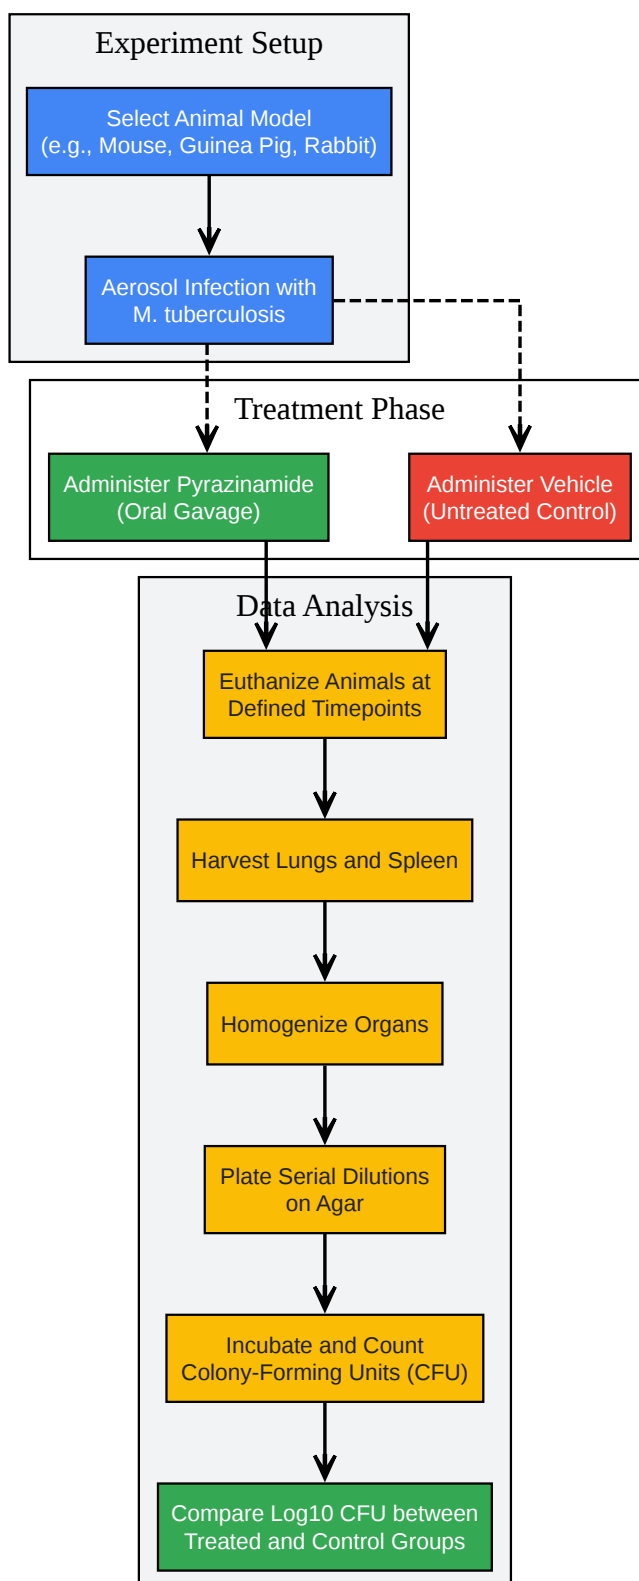 Experiment Setup
Select Animal Model
(e.g., Mouse, Guinea Pig, Rabbit)
Aerosol Infection with
M. tuberculosis
Treatment Phase
Administer Pyrazinamide
(Oral Gavage)
Administer Vehicle
(Untreated Control)
Data Analysis
Euthanize Animals at
Defined Timepoints
Harvest Lungs and Spleen
Homogenize Organs
Plate Serial Dilutions
on Agar
Incubate and Count
Colony-Forming Units (CFU)
Compare Log10 CFU between
Treated and Control Groups